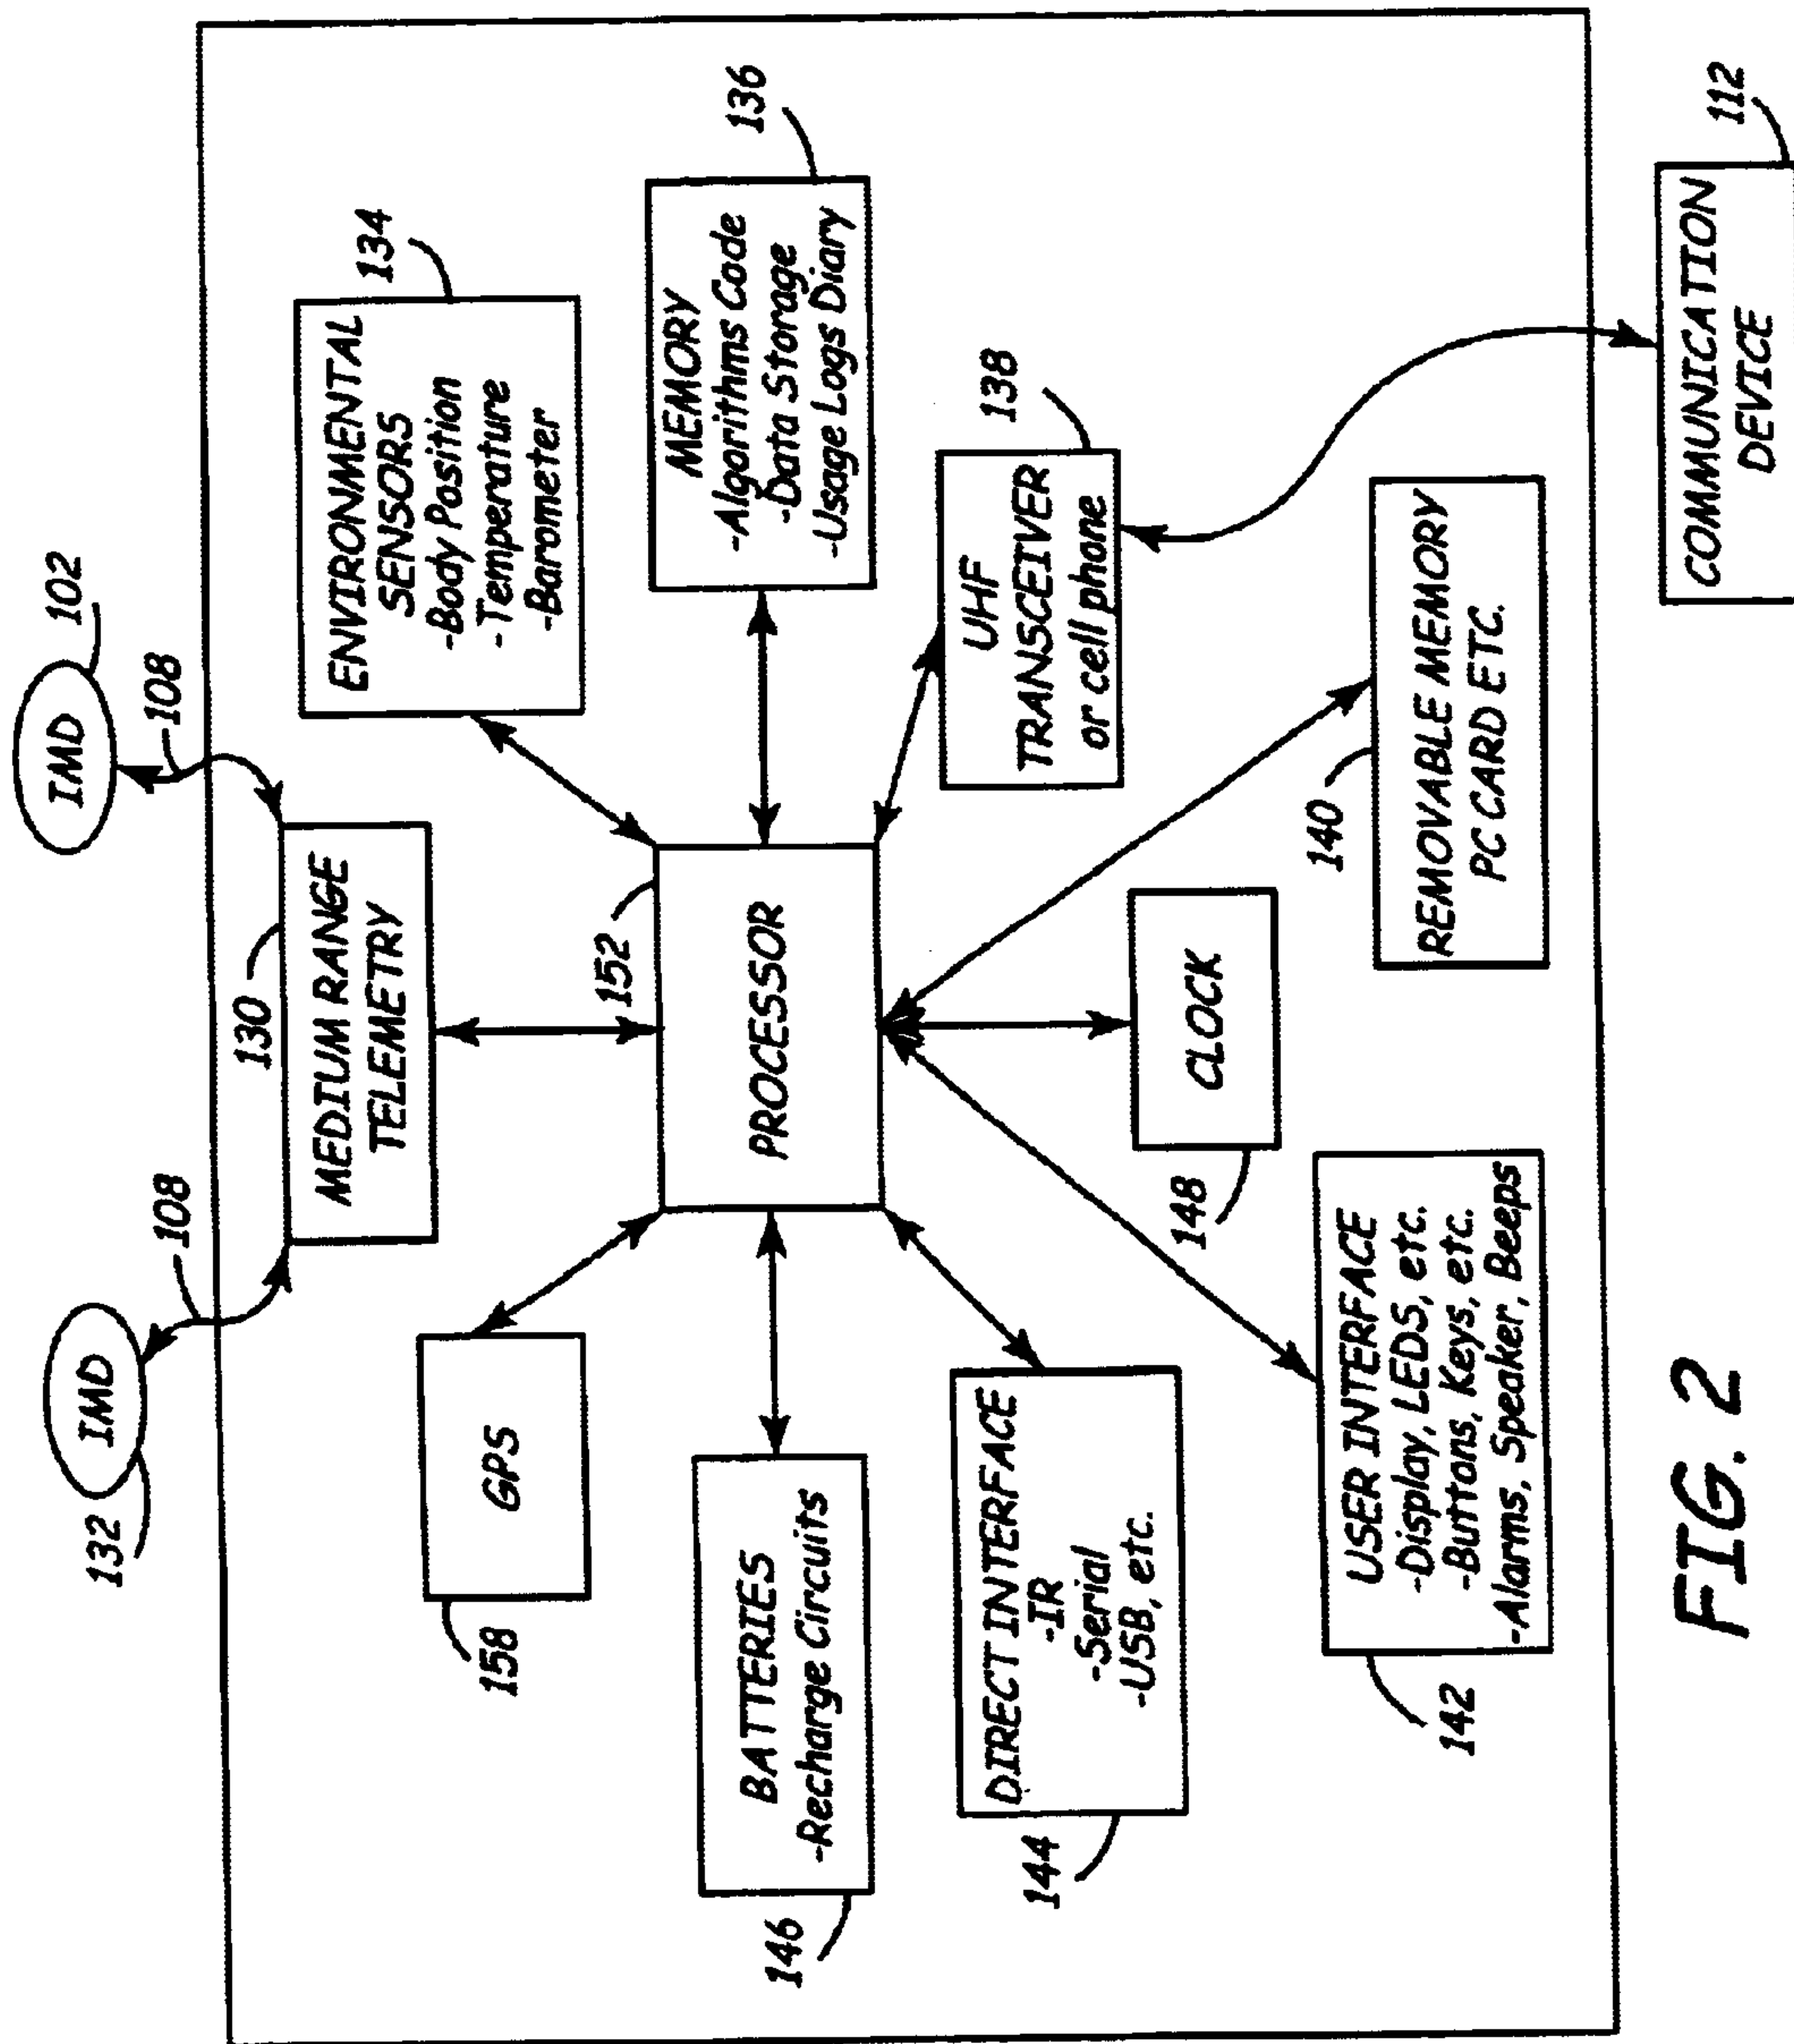 IMD
102
132
IMD
108
108
130
MEDIUM RANGE
TELEMETRY
134
ENVIRONMENTAL
SENSORS
-Body Position
-Temperature
-Barometer
158
GPS
152
PROCESSOR
136
MEMORY
-Algorithms Code
-Data Storage
-Usage Logs Diary
146
BATTERIES
-Recharge Circuits
138
UHF
TRANSCEIVER
or cell phone
144
DIRECT INTERFACE
-IR
-Serial
-USB, etc.
148
CLOCK
140
REMOVABLE MEMORY
PC CARD ETC.
142
USER INTERFACE
-Display, LEDS, etc.
-Buttons, Keys, etc.
-Alarms, Speaker, Beeps
112
COMMUNICATION
DEVICE
FIG. 2